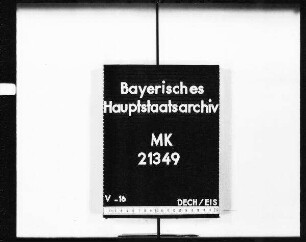 Bayerisches
Hauptstaatsarchiv
MK
21349
V-16 DECH/EIS